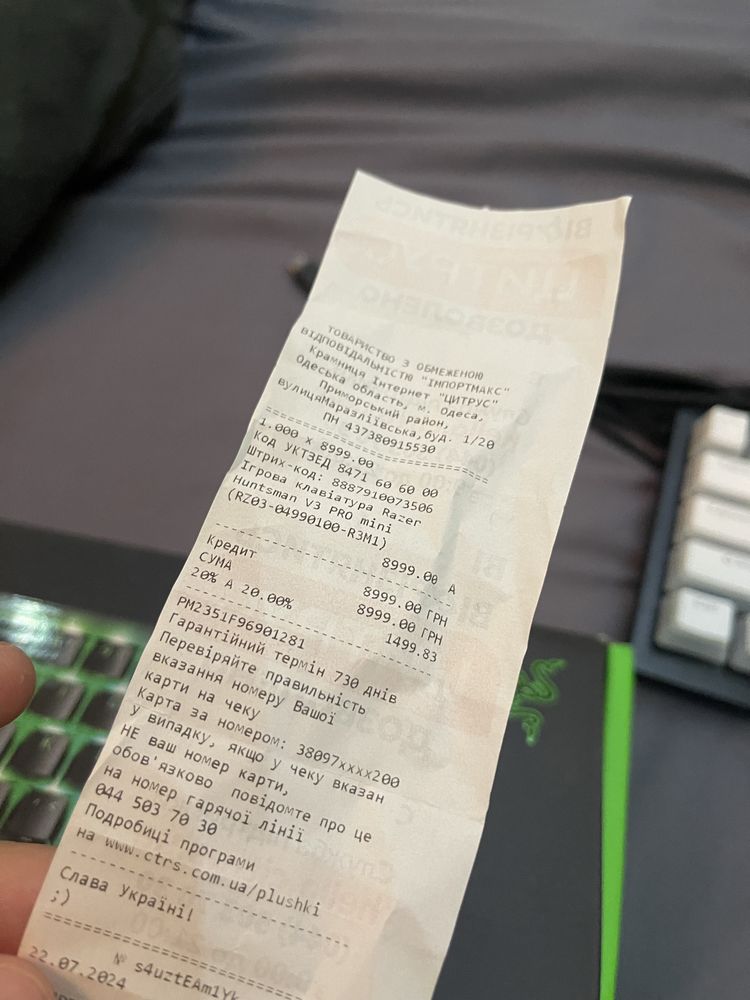 ТОВАРИСТВО З ОБМЕЖЕНОЮ
ВІДПОВІДАЛЬНІСТЮ "ІМПОРТМАКС"
Крамниця Інтернет "ЦИТРУС"
Одеська область, м. Одеса,
Приморський район,
вулицяМаразліївська,буд. 1/20
ПН 437380915530
==============================
1.000 x 8999.00
Код УКТЗЕД 8471 60 60 00
Штрих-код: 8887910073506
Ігрова клавіатура Razer
Huntsman V3 PRO mini
(RZ03-04990100-R3M1)
8999.00 А
------------------------------
Кредит 8999.00 ГРН
СУМА 8999.00 ГРН
20% А 20.00% 1499.83
------------------------------
PM2351F96901281
Гарантійний термін 730 днів
Перевіряйте правильність
вказання номеру Вашої
карти на чеку
Карта за номером: 38097xxxx200
у випадку, якщо у чеку вказан
НЕ ваш номер карти,
обов'язково повідомте про це
на номер гарячої лінії
044 503 70 30
Подробиці програми
на www.ctrs.com.ua/plushki
------------------------------
Слава Україні!
;)
==============================
№ s4uztEAm1Yk
22.07.2024